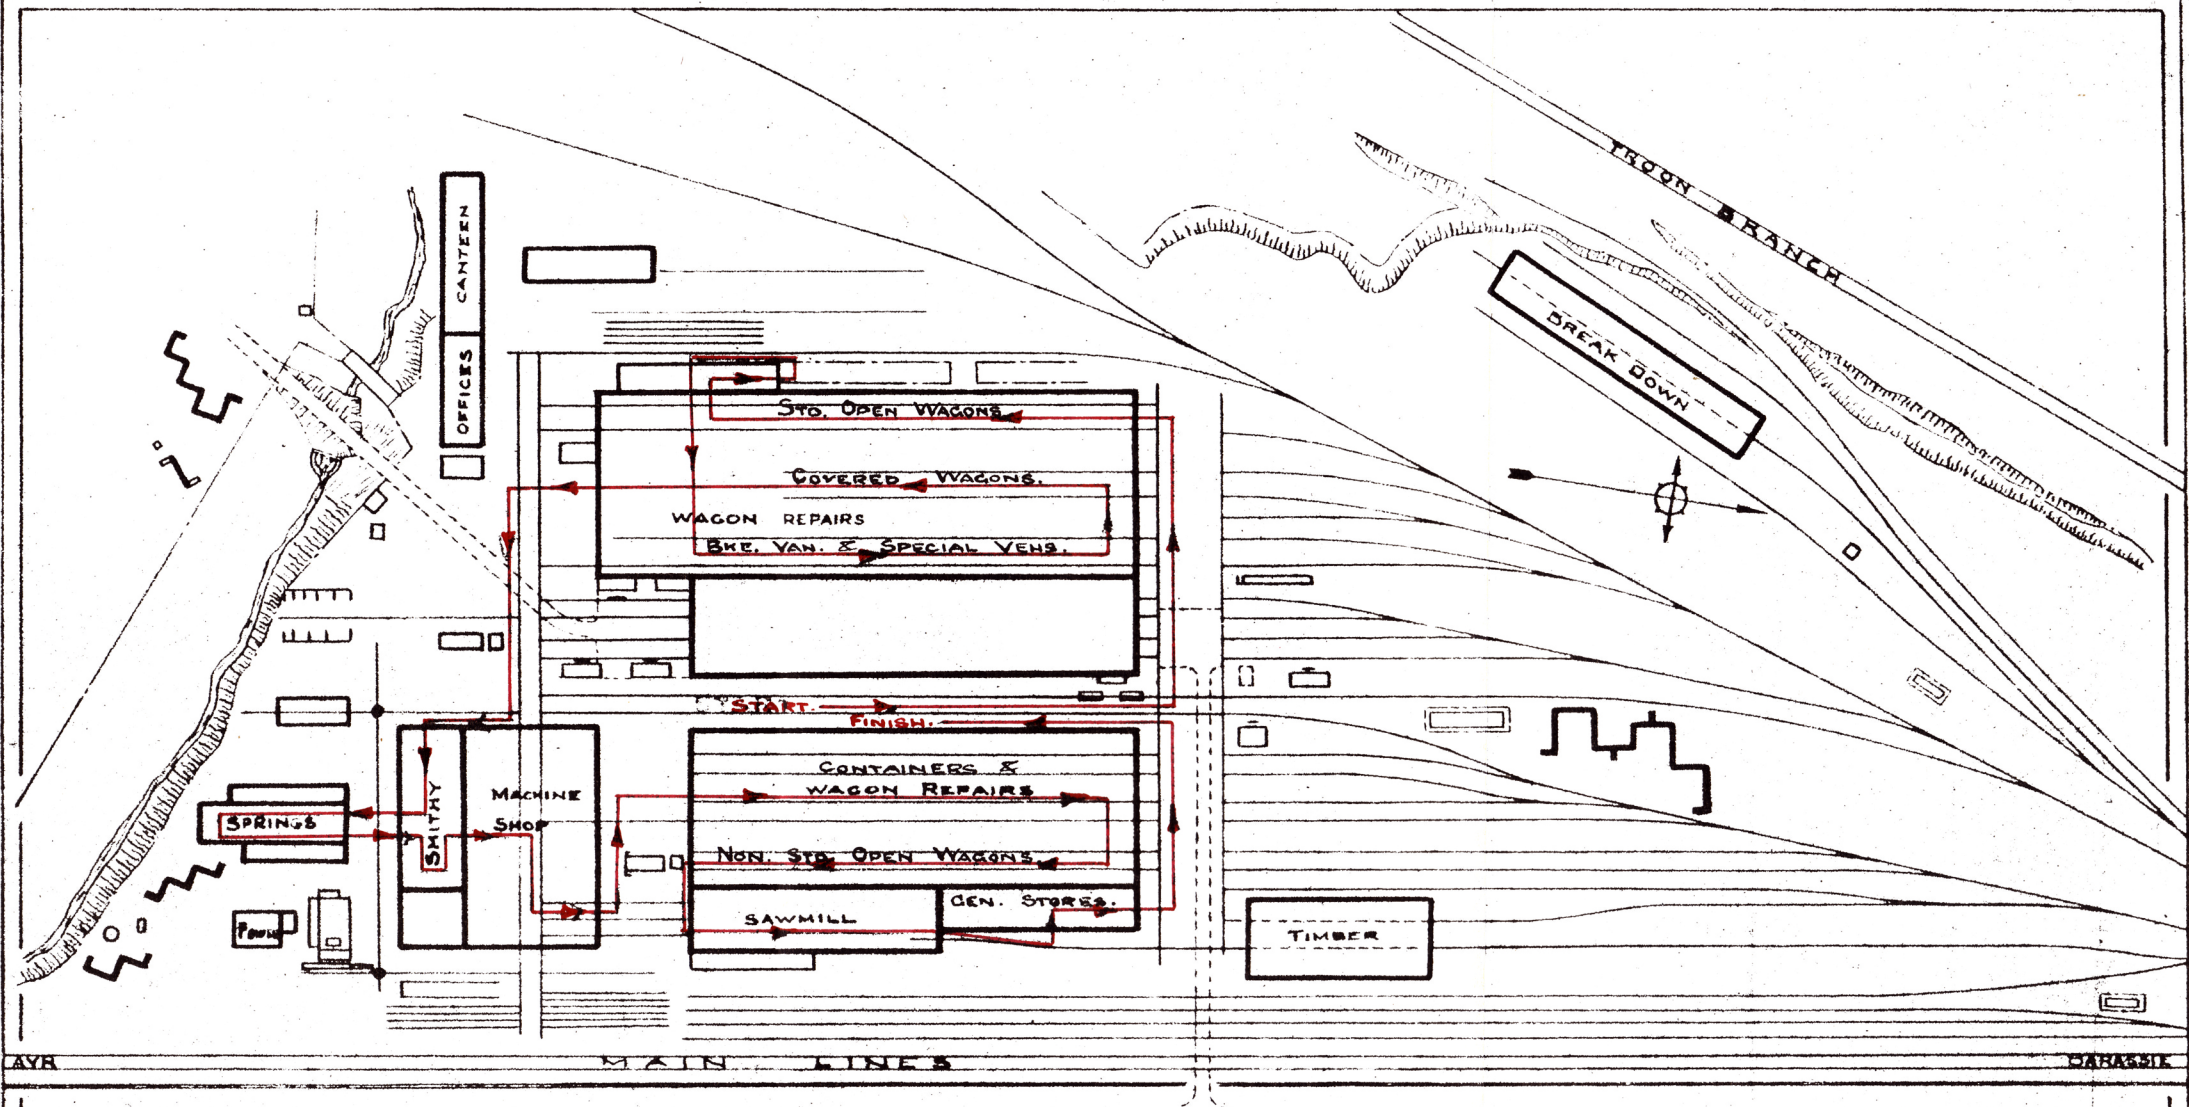 TROON BRANCH
CANTEEN
OFFICES
BREAK DOWN
STD. OPEN WAGONS
COVERED WAGONS.
WAGON REPAIRS
BKE. VAN. & SPECIAL VEHS.
START.
FINISH.
CONTAINERS &
WAGON REPAIRS
MACHINE
SHOP
SMITHY
SPRINGS
NON. STD. OPEN WAGONS
GEN. STORES.
SAWMILL
TIMBER
AYR
MAIN LINES
BARASSIE